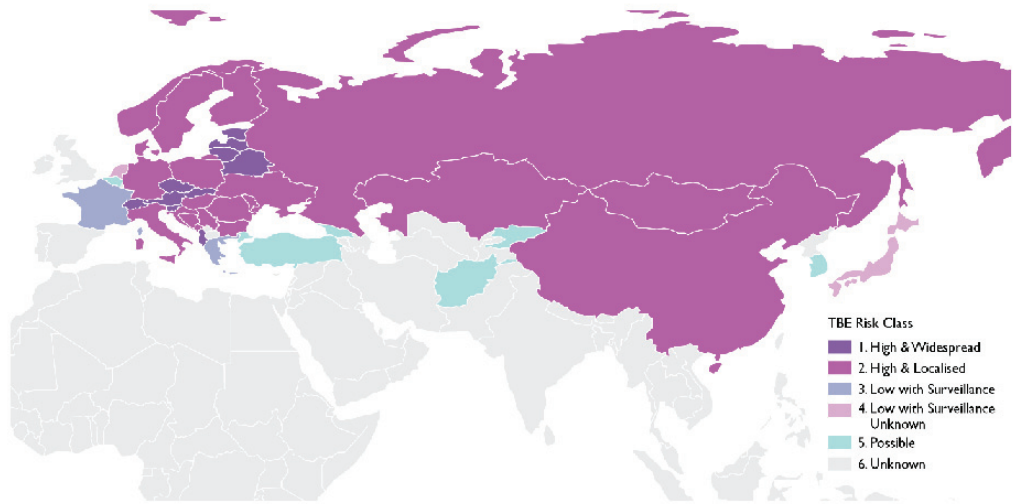 TBE Risk Class
1. High & Widespread
2. High & Localised
3. Low with Surveillance
4. Low with Surveillance
Unknown
5. Possible
6. Unknown